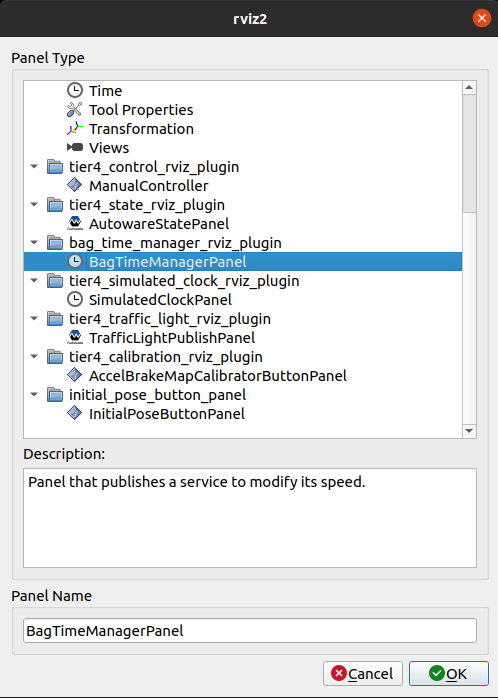 rviz2
Panel Type
Time
Tool Properties
Transformation
Views
tier4_control_rviz_plugin
ManualController
tier4_state_rviz_plugin
AutowareStatePanel
bag_time_manager_rviz_plugin
BagTimeManagerPanel
tier4_simulated_clock_rviz_plugin
SimulatedClockPanel
tier4_traffic_light_rviz_plugin
TrafficLightPublishPanel
tier4_calibration_rviz_plugin
AccelBrakeMapCalibratorButtonPanel
initial_pose_button_panel
InitialPoseButtonPanel
Description:
Panel that publishes a service to modify its speed.
Panel Name
BagTimeManagerPanel
Cancel OK